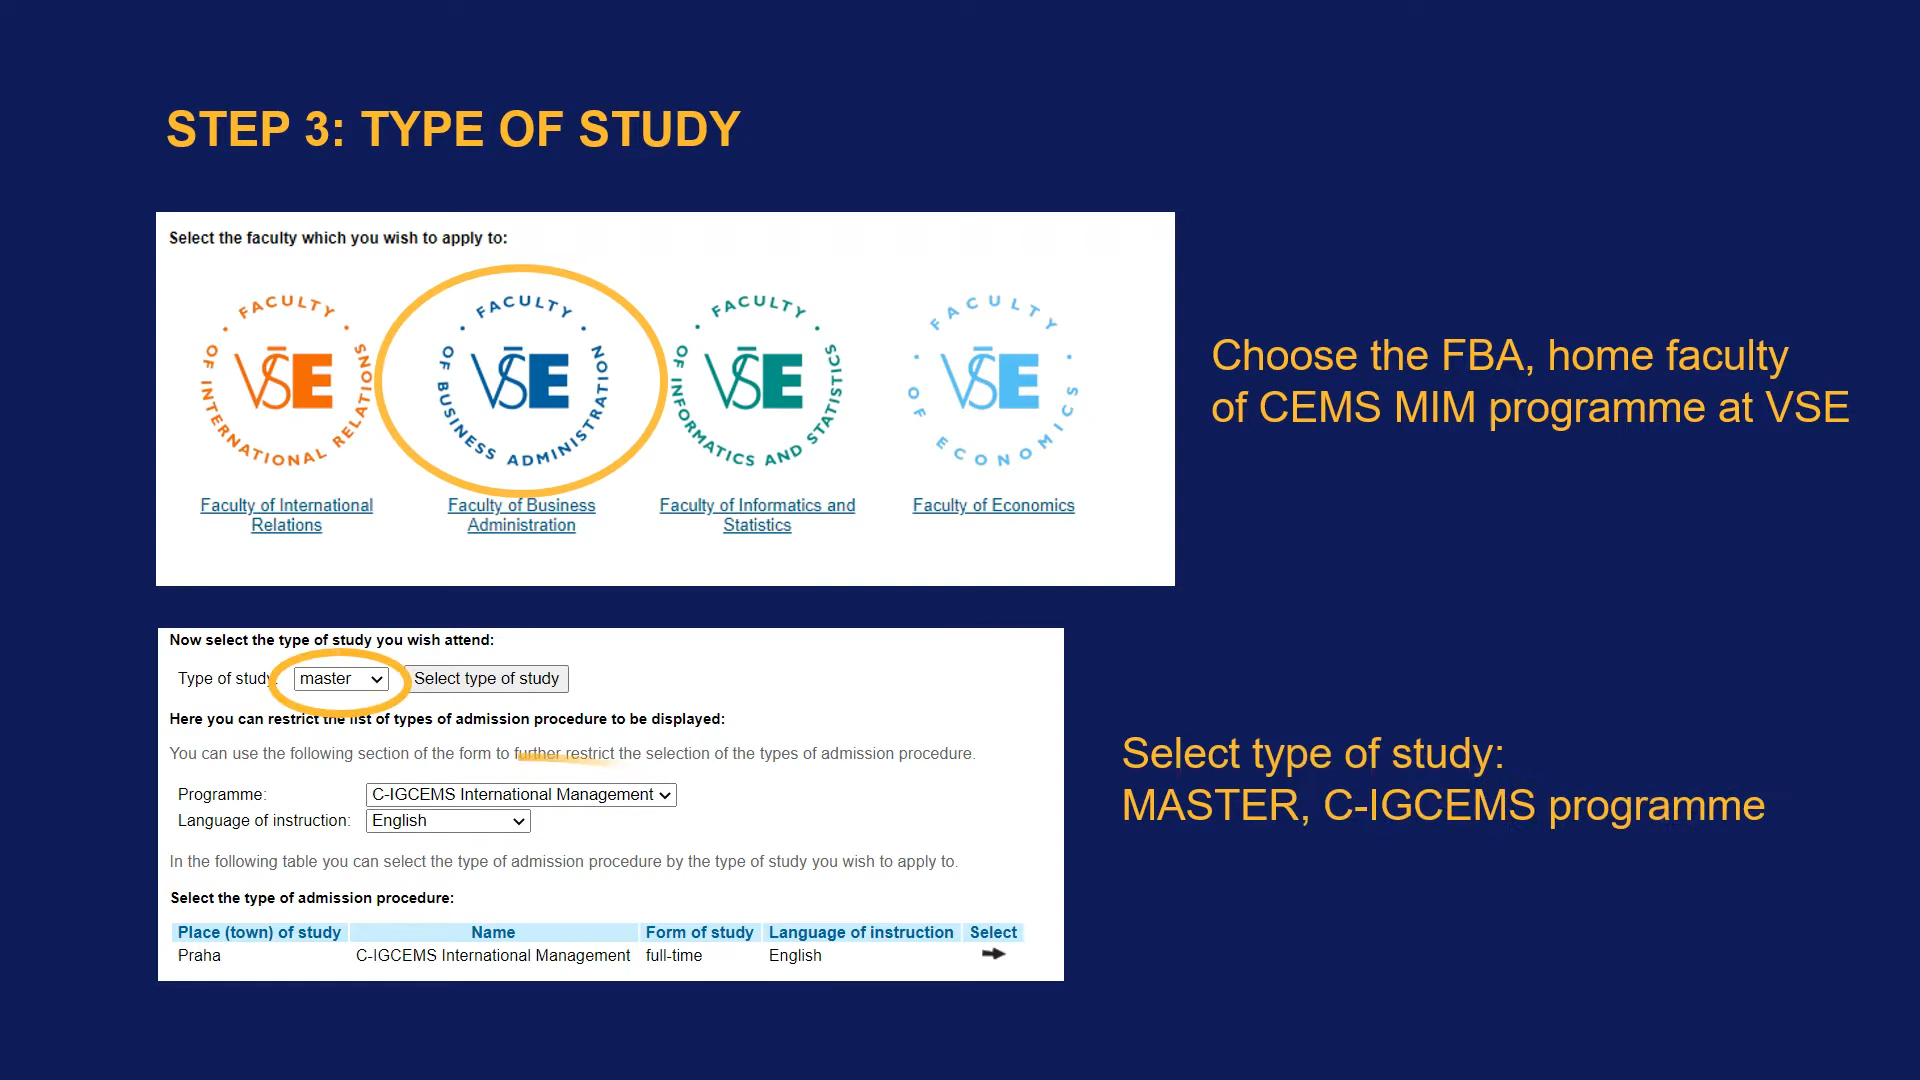 STEP 3: TYPE OF STUDY
Select the faculty which you wish to apply to:
FACULTY OF INTERNATIONAL RELATIONS
VŠE
FACULTY OF BUSINESS ADMINISTRATION
VŠE
FACULTY OF INFORMATICS AND STATISTICS
VŠE
FACULTY OF ECONOMICS
VŠE
Faculty of International
Relations
Faculty of Business
Administration
Faculty of Informatics and
Statistics
Faculty of Economics
Choose the FBA, home faculty
of CEMS MIM programme at VSE
Now select the type of study you wish attend:
Type of study: master Select type of study
Here you can restrict the list of types of admission procedure to be displayed:
You can use the following section of the form to further restrict the selection of the types of admission procedure.
Programme: C-IGCEMS International Management
Language of instruction: English
In the following table you can select the type of admission procedure by the type of study you wish to apply to.
Select the type of admission procedure:
Place (town) of study Name Form of study Language of instruction Select
Praha C-IGCEMS International Management full-time English
Select type of study:
MASTER, C-IGCEMS programme